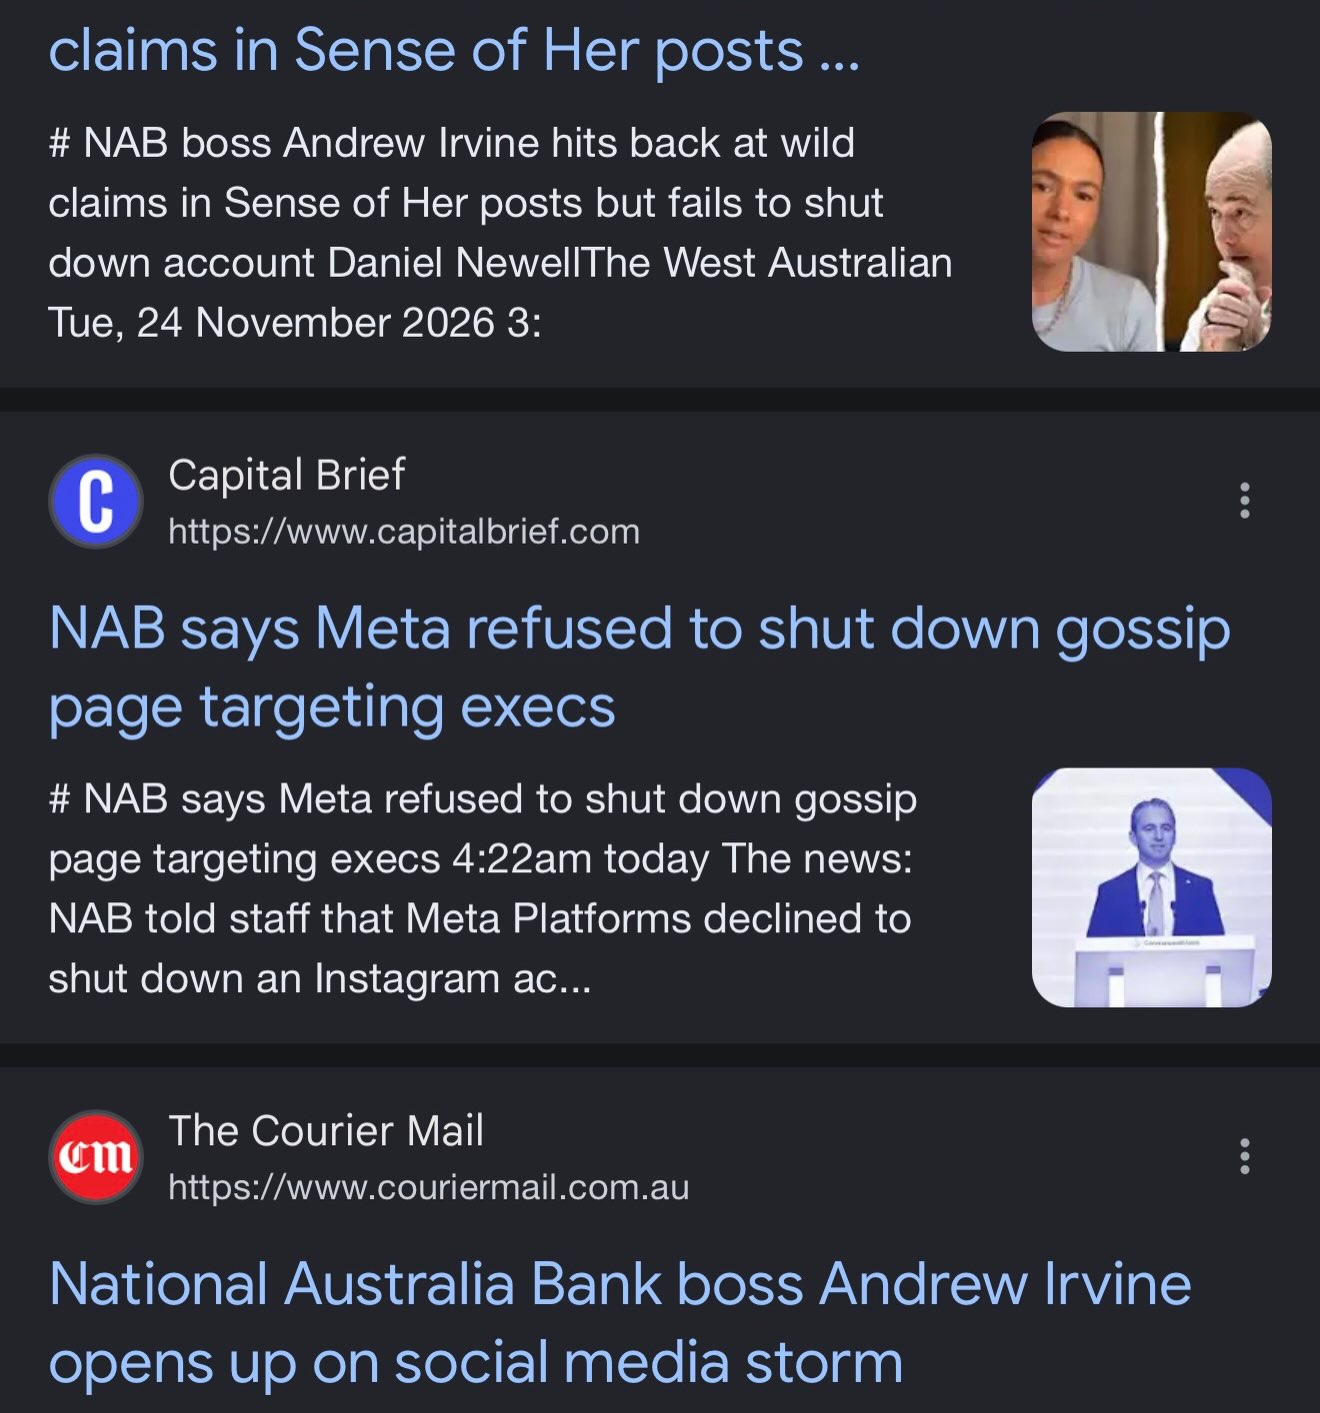 claims in Sense of Her posts ...
# NAB boss Andrew Irvine hits back at wild
claims in Sense of Her posts but fails to shut
down account Daniel NewellThe West Australian
Tue, 24 November 2026 3:
C
Capital Brief
https://www.capitalbrief.com
NAB says Meta refused to shut down gossip
page targeting execs
# NAB says Meta refused to shut down gossip
page targeting execs 4:22am today The news:
NAB told staff that Meta Platforms declined to
shut down an Instagram ac...
cm
The Courier Mail
https://www.couriermail.com.au
National Australia Bank boss Andrew Irvine
opens up on social media storm